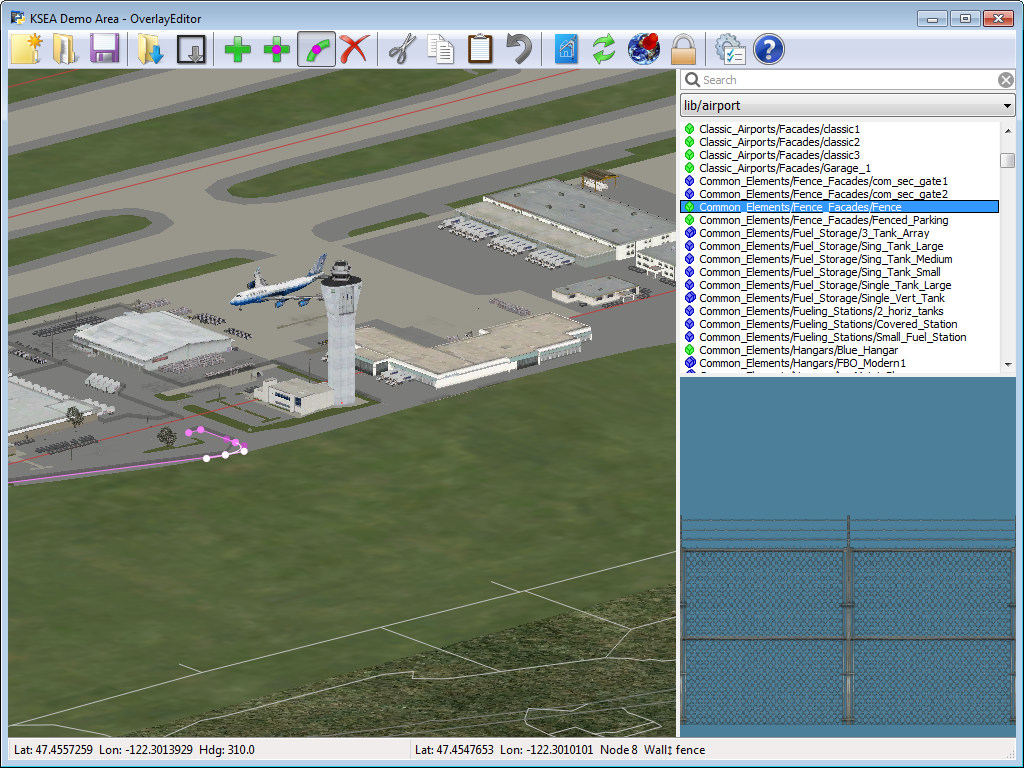 KSEA Demo Area - OverlayEditor
Search
lib/airport
Classic_Airports/Facades/classic1
Classic_Airports/Facades/classic2
Classic_Airports/Facades/classic3
Classic_Airports/Facades/Garage_1
Common_Elements/Fence_Facades/com_sec_gate1
Common_Elements/Fence_Facades/com_sec_gate2
Common_Elements/Fence_Facades/Fence
Common_Elements/Fence_Facades/Fenced_Parking
Common_Elements/Fuel_Storage/3_Tank_Array
Common_Elements/Fuel_Storage/Sing_Tank_Large
Common_Elements/Fuel_Storage/Sing_Tank_Medium
Common_Elements/Fuel_Storage/Sing_Tank_Small
Common_Elements/Fuel_Storage/Single_Tank_Large
Common_Elements/Fuel_Storage/Single_Vert_Tank
Common_Elements/Fueling_Stations/2_horiz_tanks
Common_Elements/Fueling_Stations/Covered_Station
Common_Elements/Fueling_Stations/Small_Fuel_Station
Common_Elements/Hangars/Blue_Hangar
Common_Elements/Hangars/FBO_Modern1
Lat: 47.4557259 Lon: -122.3013929 Hdg: 310.0
Lat: 47.4547653 Lon: -122.3010101 Node 8 Wall↕ fence